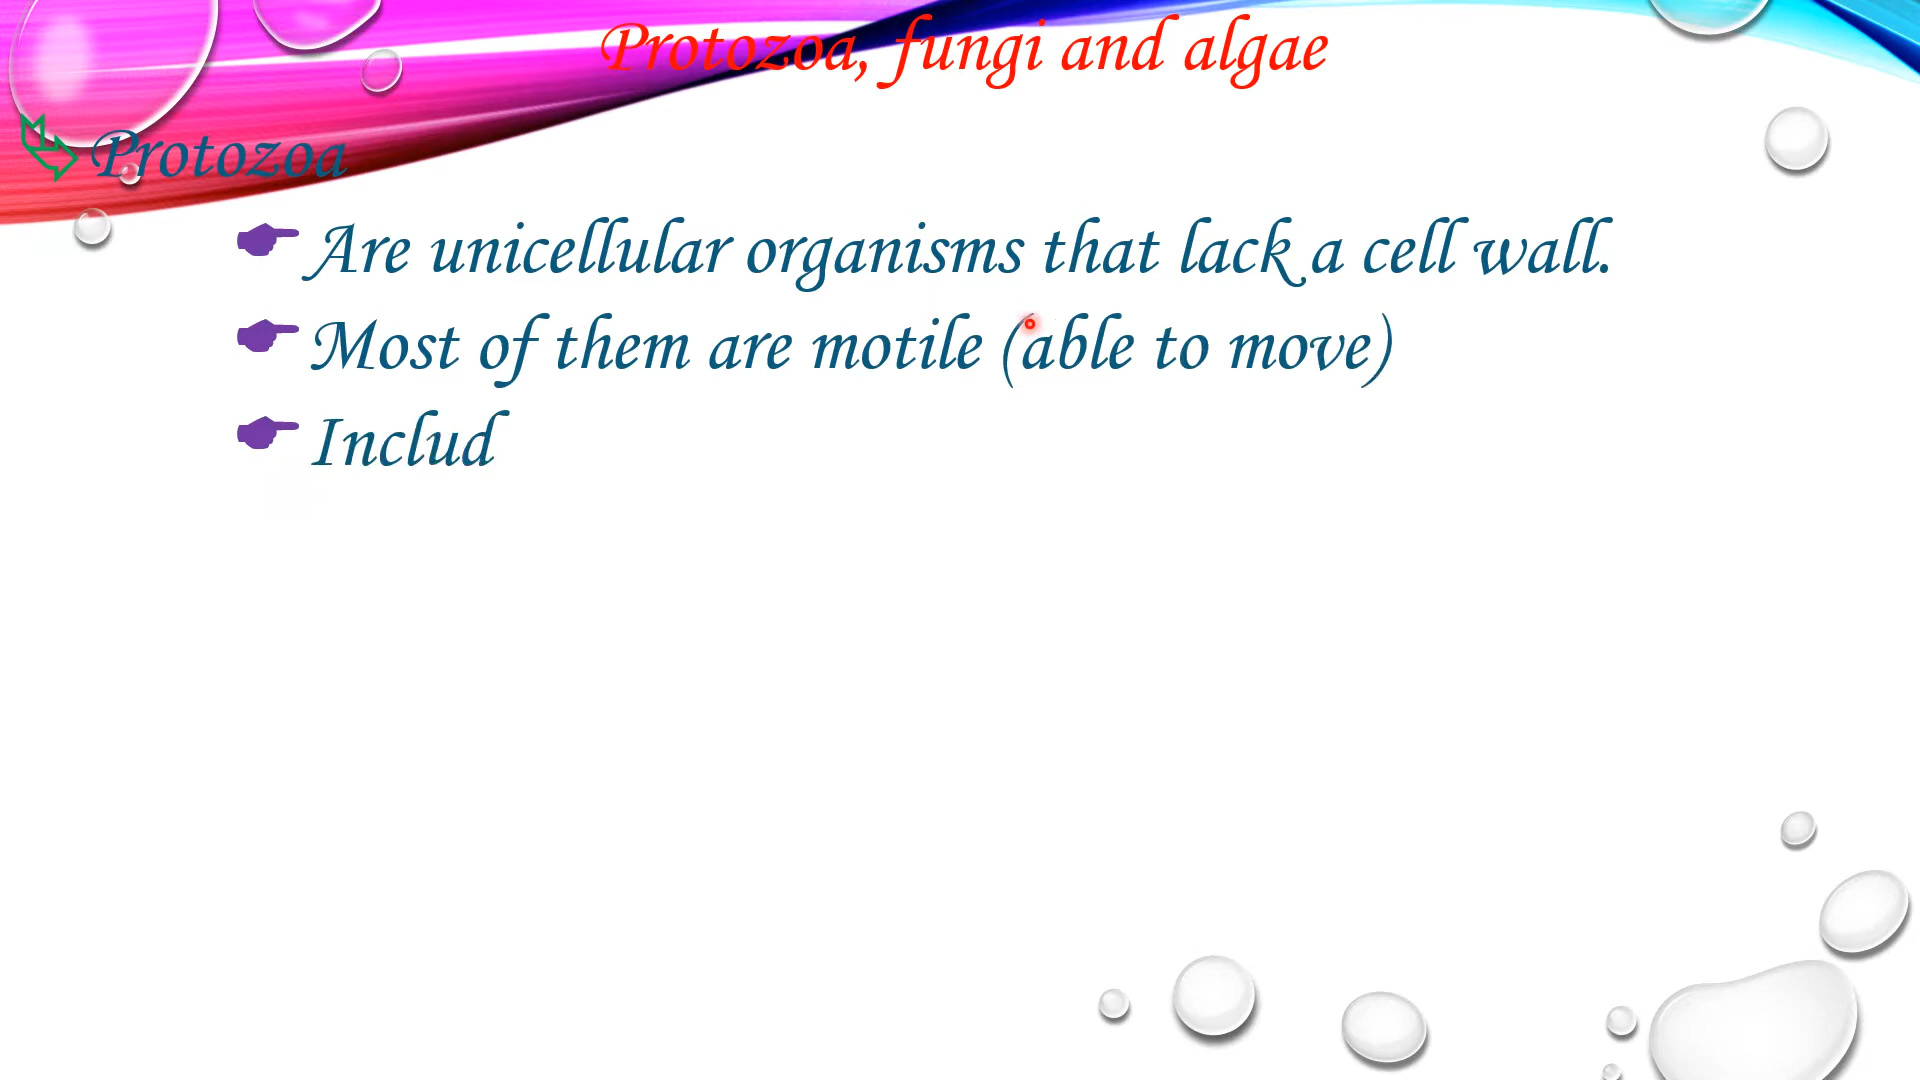 Protozoa, fungi and algae
Protozoa
Are unicellular organisms that lack a cell wall.
Most of them are motile (able to move)
Includ